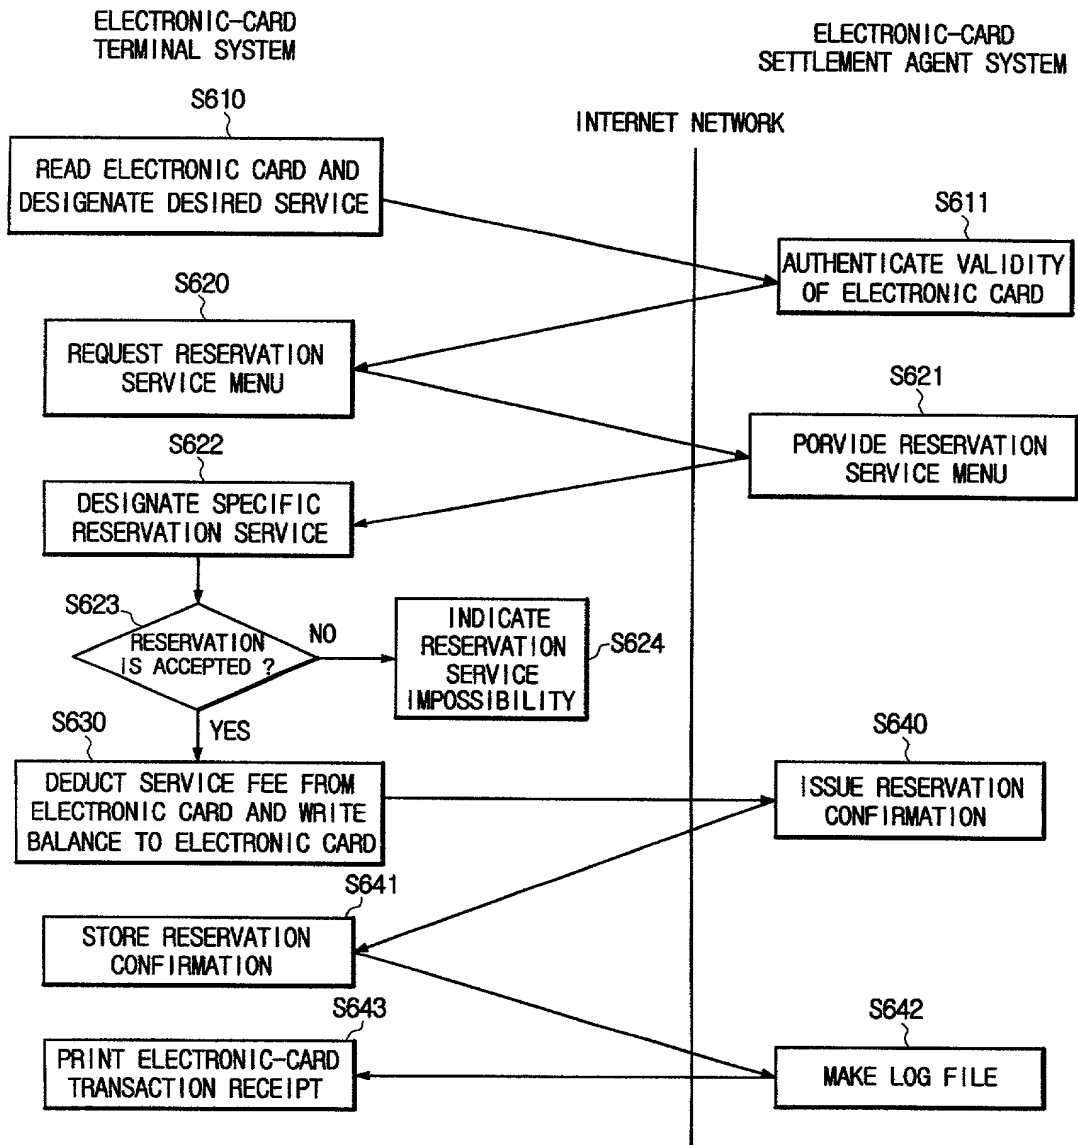 ELECTRONIC-CARD
TERMINAL SYSTEM
ELECTRONIC-CARD
SETTLEMENT AGENT SYSTEM
INTERNET NETWORK
S610
READ ELECTRONIC CARD AND
DESIGENATE DESIRED SERVICE
S611
AUTHENTICATE VALIDITY
OF ELECTRONIC CARD
S620
REQUEST RESERVATION
SERVICE MENU
S621
PORVIDE RESERVATION
SERVICE MENU
S622
DESIGNATE SPECIFIC
RESERVATION SERVICE
S623
RESERVATION
IS ACCEPTED ?
NO
INDICATE
RESERVATION
SERVICE
IMPOSSIBILITY
S624
YES
S630
DEDUCT SERVICE FEE FROM
ELECTRONIC CARD AND WRITE
BALANCE TO ELECTRONIC CARD
S640
ISSUE RESERVATION
CONFIRMATION
S641
STORE RESERVATION
CONFIRMATION
S642
MAKE LOG FILE
S643
PRINT ELECTRONIC-CARD
TRANSACTION RECEIPT